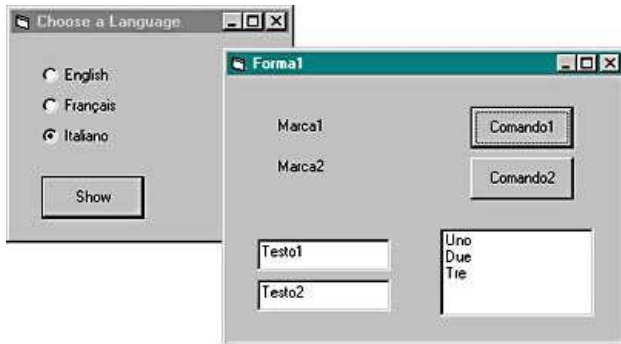 Choose a Language
English
Français
Italiano
Show
Forma1
Marca1
Marca2
Comando1
Comando2
Testo1
Testo2
Uno
Due
Tre